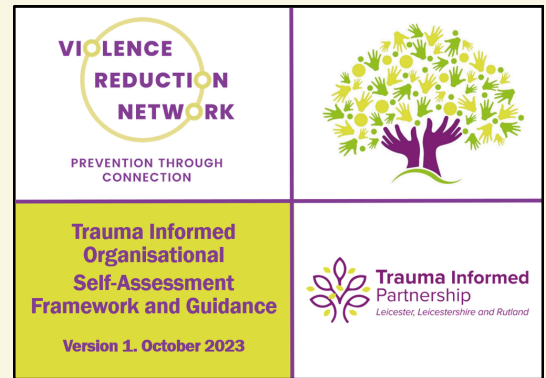 VIOLENCE
REDUCTION
NETWORK
PREVENTION THROUGH
CONNECTION
Trauma Informed
Organisational
Self-Assessment
Framework and Guidance
Version 1. October 2023
Trauma Informed
Partnership
Leicester, Leicestershire and Rutland